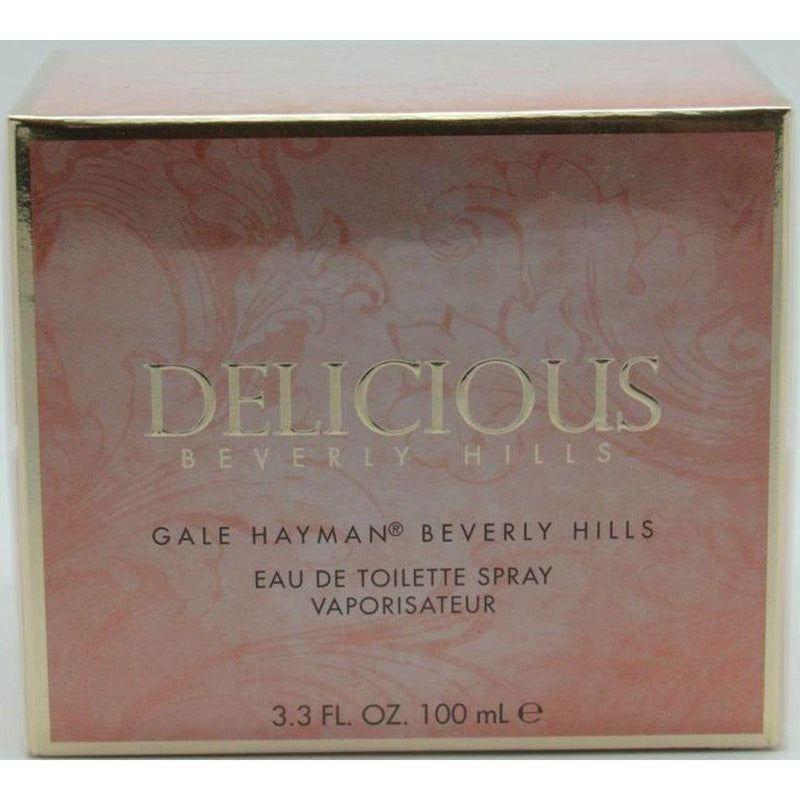 DELICIOUS
BEVERLY HILLS
GALE HAYMAN® BEVERLY HILLS
EAU DE TOILETTE SPRAY
VAPORISATEUR
3.3 FL. OZ. 100 mL ℮